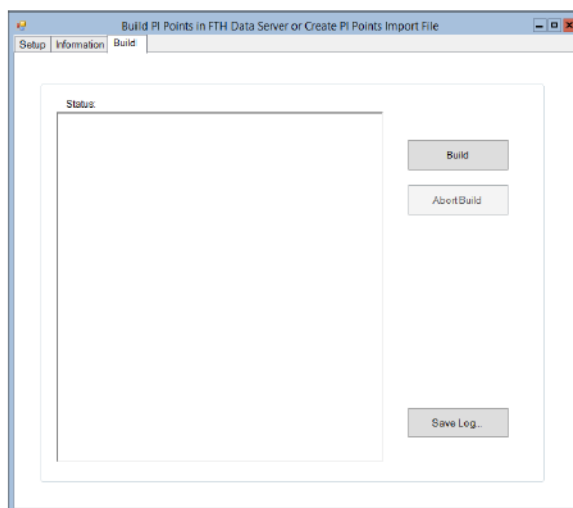 Build PI Points in FTH Data Server or Create PI Points Import File
Setup Information Build
Status:
Build
Abort Build
Save Log...